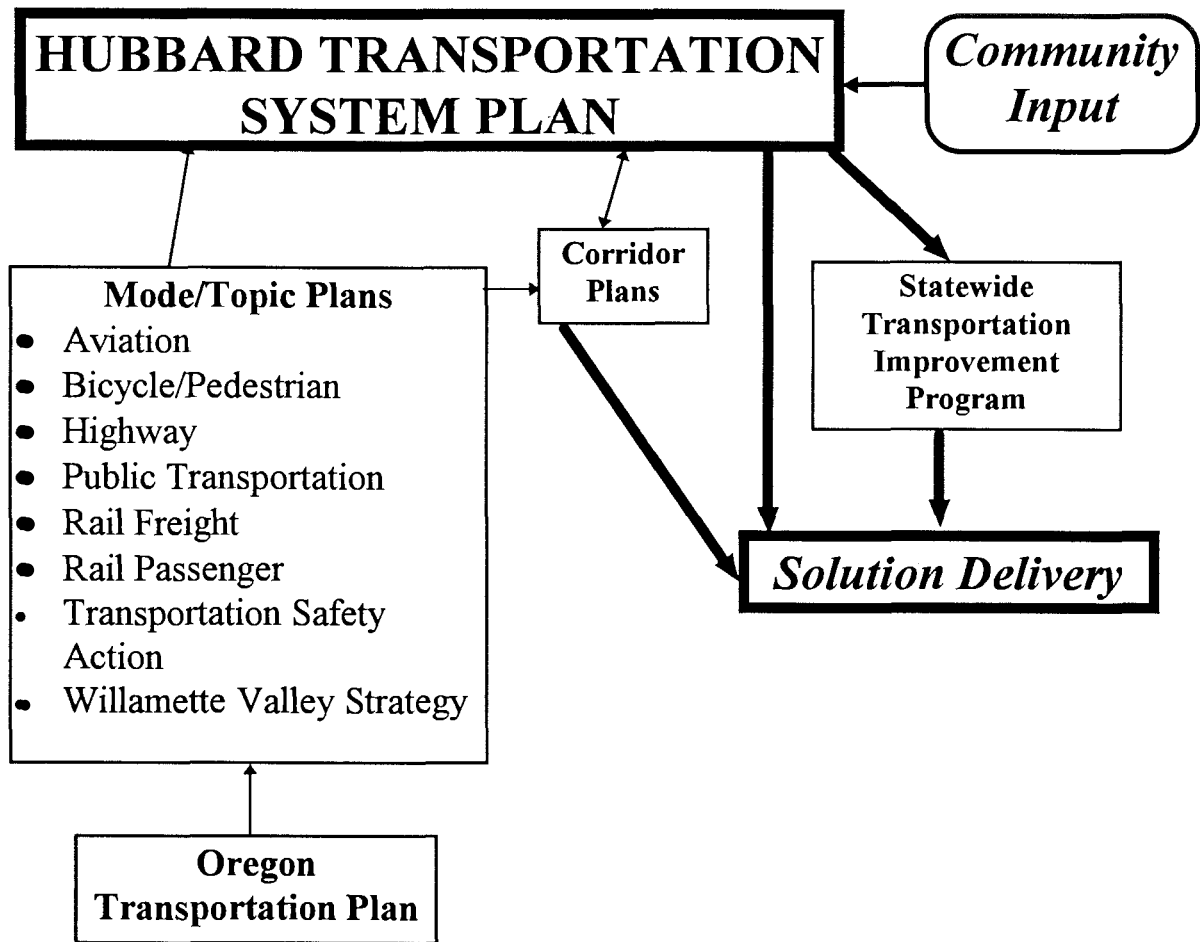 HUBBARD TRANSPORTATION
SYSTEM PLAN
Community
Input
Corridor
Plans
Mode/Topic Plans
• Aviation
• Bicycle/Pedestrian
• Highway
• Public Transportation
• Rail Freight
• Rail Passenger
• Transportation Safety
Action
• Willamette Valley Strategy
Statewide
Transportation
Improvement
Program
Solution Delivery
Oregon
Transportation Plan